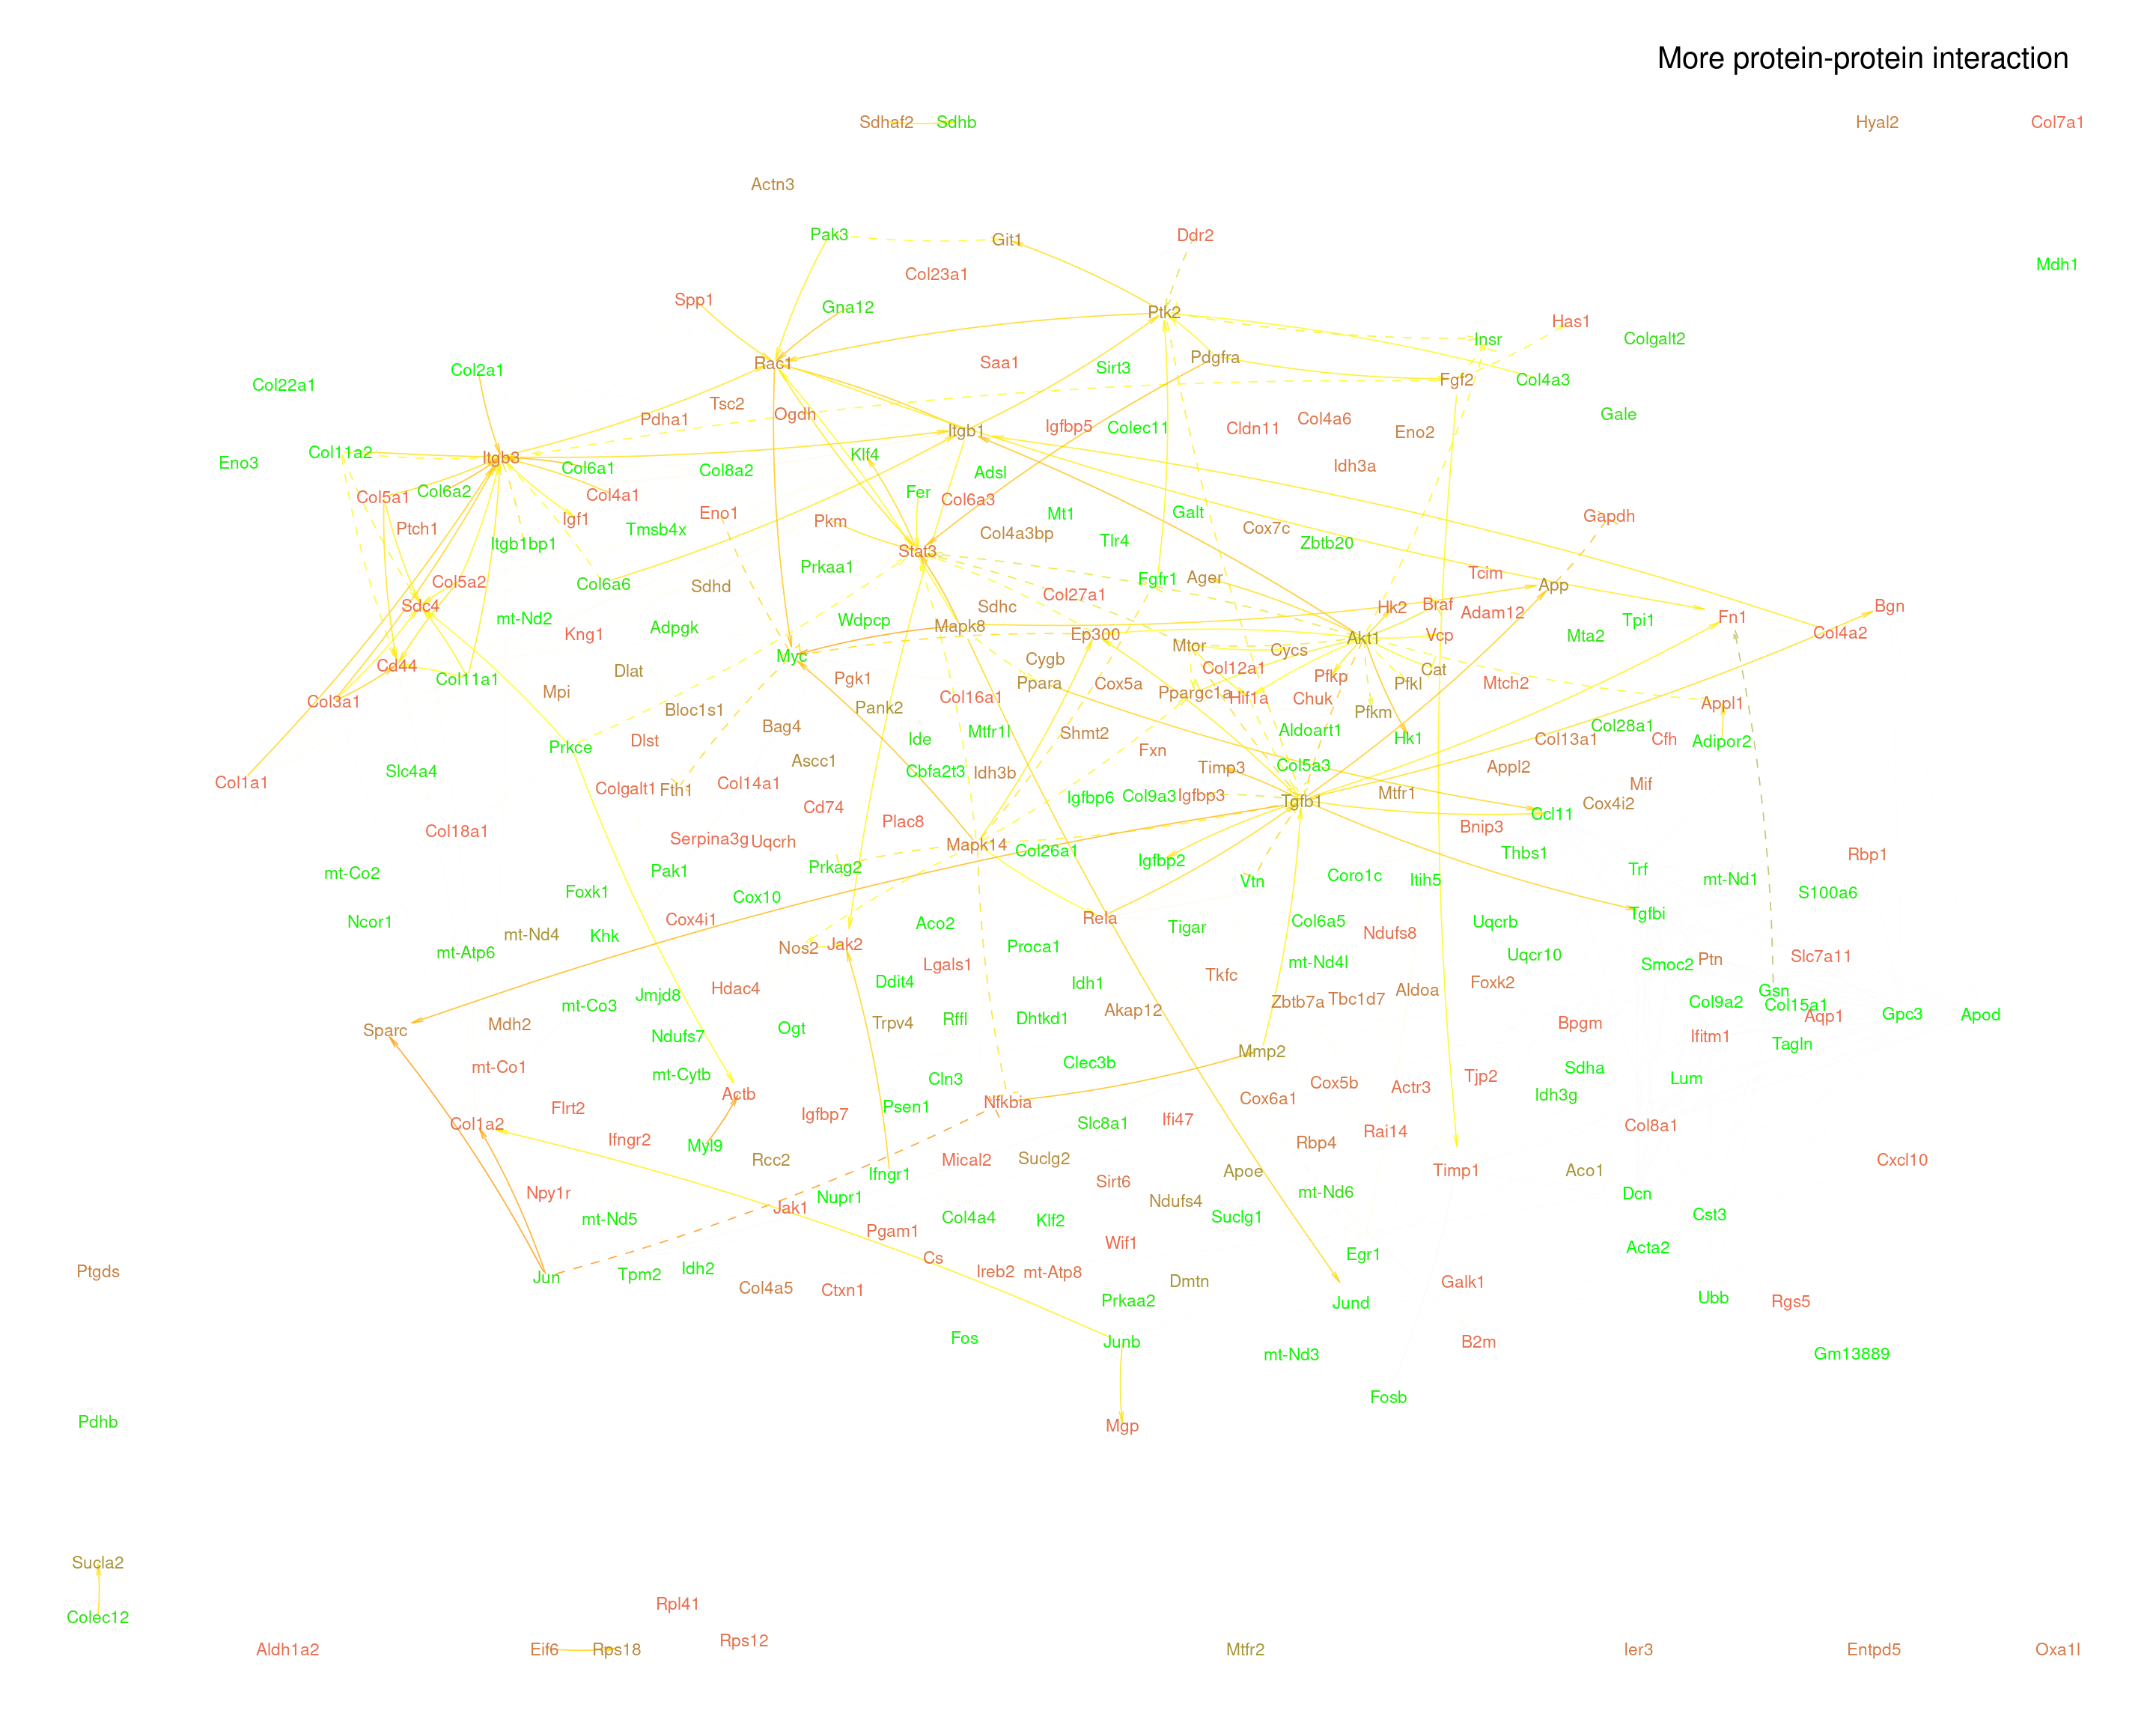 More protein-protein interaction
Sdhaf2 Sdhb Hyal2 Col7a1
Actn3
Pak3 Git1 Ddr2
Col23a1 Mdh1
Spp1 Gna12 Ptk2 Has1
Insr Colgalt2
Rac1 Saa1 Sirt3 Pdgfra
Col22a1 Col2a1 Fgf2 Col4a3
Pdha1 Tsc2 Ogdh Itgb1 Igfbp5 Colec11 Cldn11 Col4a6 Eno2 Gale
Eno3 Col11a2 Itgb3 Col6a1 Col8a2 Klf4 Adsl Idh3a
Col5a1 Col6a2 Col4a1 Fer Col6a3
Ptch1 Igf1 Tmsb4x Eno1 Pkm Col4a3bp Mt1 Galt Cox7c Gapdh
Itgb1bp1 Stat3 Tlr4 Zbtb20
Col5a2 Col6a6 Sdhd Prkaa1 Fgfr1 Ager Tcim App
Sdc4 mt-Nd2 Kng1 Adpgk Wdpcp Sdhc Col27a1 Hk2 Braf Adam12 Tpi1 Fn1 Bgn
Mapk8 Ep300 Mtor Akt1 Vcp Mta2 Col4a2
Cd44 Col11a1 Dlat Myc Cygb Cycs
Col3a1 Mpi Pgk1 Ppara Cox5a Col12a1 Pfkp Cat Pfkl Mtch2
Bloc1s1 Pank2 Col16a1 Ppargc1a Hif1a Chuk Pfkm Appl1
Prkce Dlst Bag4 Ide Mtfr1l Shmt2 Aldoart1 Hk1 Col28a1 Col13a1 Cfh Adipor2
Slc4a4 Ascc1 Cbfa2t3 Idh3b Fxn Timp3 Col5a3 Appl2
Col1a1 Colgalt1 Fth1 Col14a1 Igfbp6 Col9a3 Igfbp3 Tgfb1 Mtfr1 Mif
Col18a1 Cd74 Plac8 Ccl11 Cox4i2
Serpina3g Uqcrh Mapk14 Col26a1 Bnip3
mt-Co2 Pak1 Prkag2 Igfbp2 Thbs1 Rbp1
Foxk1 Cox10 Vtn Coro1c Itih5 Trf mt-Nd1 S100a6
Ncor1 mt-Nd4 Khk Cox4i1 Aco2 Rela Tigar Col6a5 Uqcrb Tgfbi
mt-Atp6 Nos2 Jak2 Proca1 Ndufs8
Lgals1 mt-Nd4l Uqcr10 Smoc2 Ptn Slc7a11
mt-Co3 Jmjd8 Hdac4 Ddit4 Idh1 Tkfc Aldoa Foxk2 Gsn
Sparc Mdh2 Ogt Trpv4 Rffl Dhtkd1 Akap12 Zbtb7a Tbc1d7 Bpgm Col9a2 Col15a1 Aqp1 Gpc3 Apod
Ndufs7 Mmp2 Ifitm1 Tagln
mt-Co1 mt-Cytb Cln3 Clec3b Cox5b Actr3 Tjp2 Sdha Lum
Actb Psen1 Nfkbia Cox6a1 Idh3g
Col1a2 Flrt2 Igfbp7 Slc8a1 Ifi47 Rai14 Col8a1
Ifngr2 Myl9 Rbp4
Rcc2 Ifngr1 Mical2 Suclg2 Apoe Timp1 Aco1 Cxcl10
Npy1r Nupr1 Sirt6 Ndufs4 mt-Nd6 Dcn
mt-Nd5 Jak1 Col4a4 Klf2 Suclg1 Cst3
Pgam1 Wif1 Egr1 Acta2
Ptgds Jun Tpm2 Idh2 Cs Ireb2 mt-Atp8
Col4a5 Ctxn1 Dmtn Galk1
Prkaa2 Jund Ubb Rgs5
Fos Junb mt-Nd3 B2m Gm13889
Fosb
Pdhb Mgp
Sucla2
Colec12 Rpl41
Aldh1a2 Eif6 Rps18 Rps12 Mtfr2 Ier3 Entpd5 Oxa1l